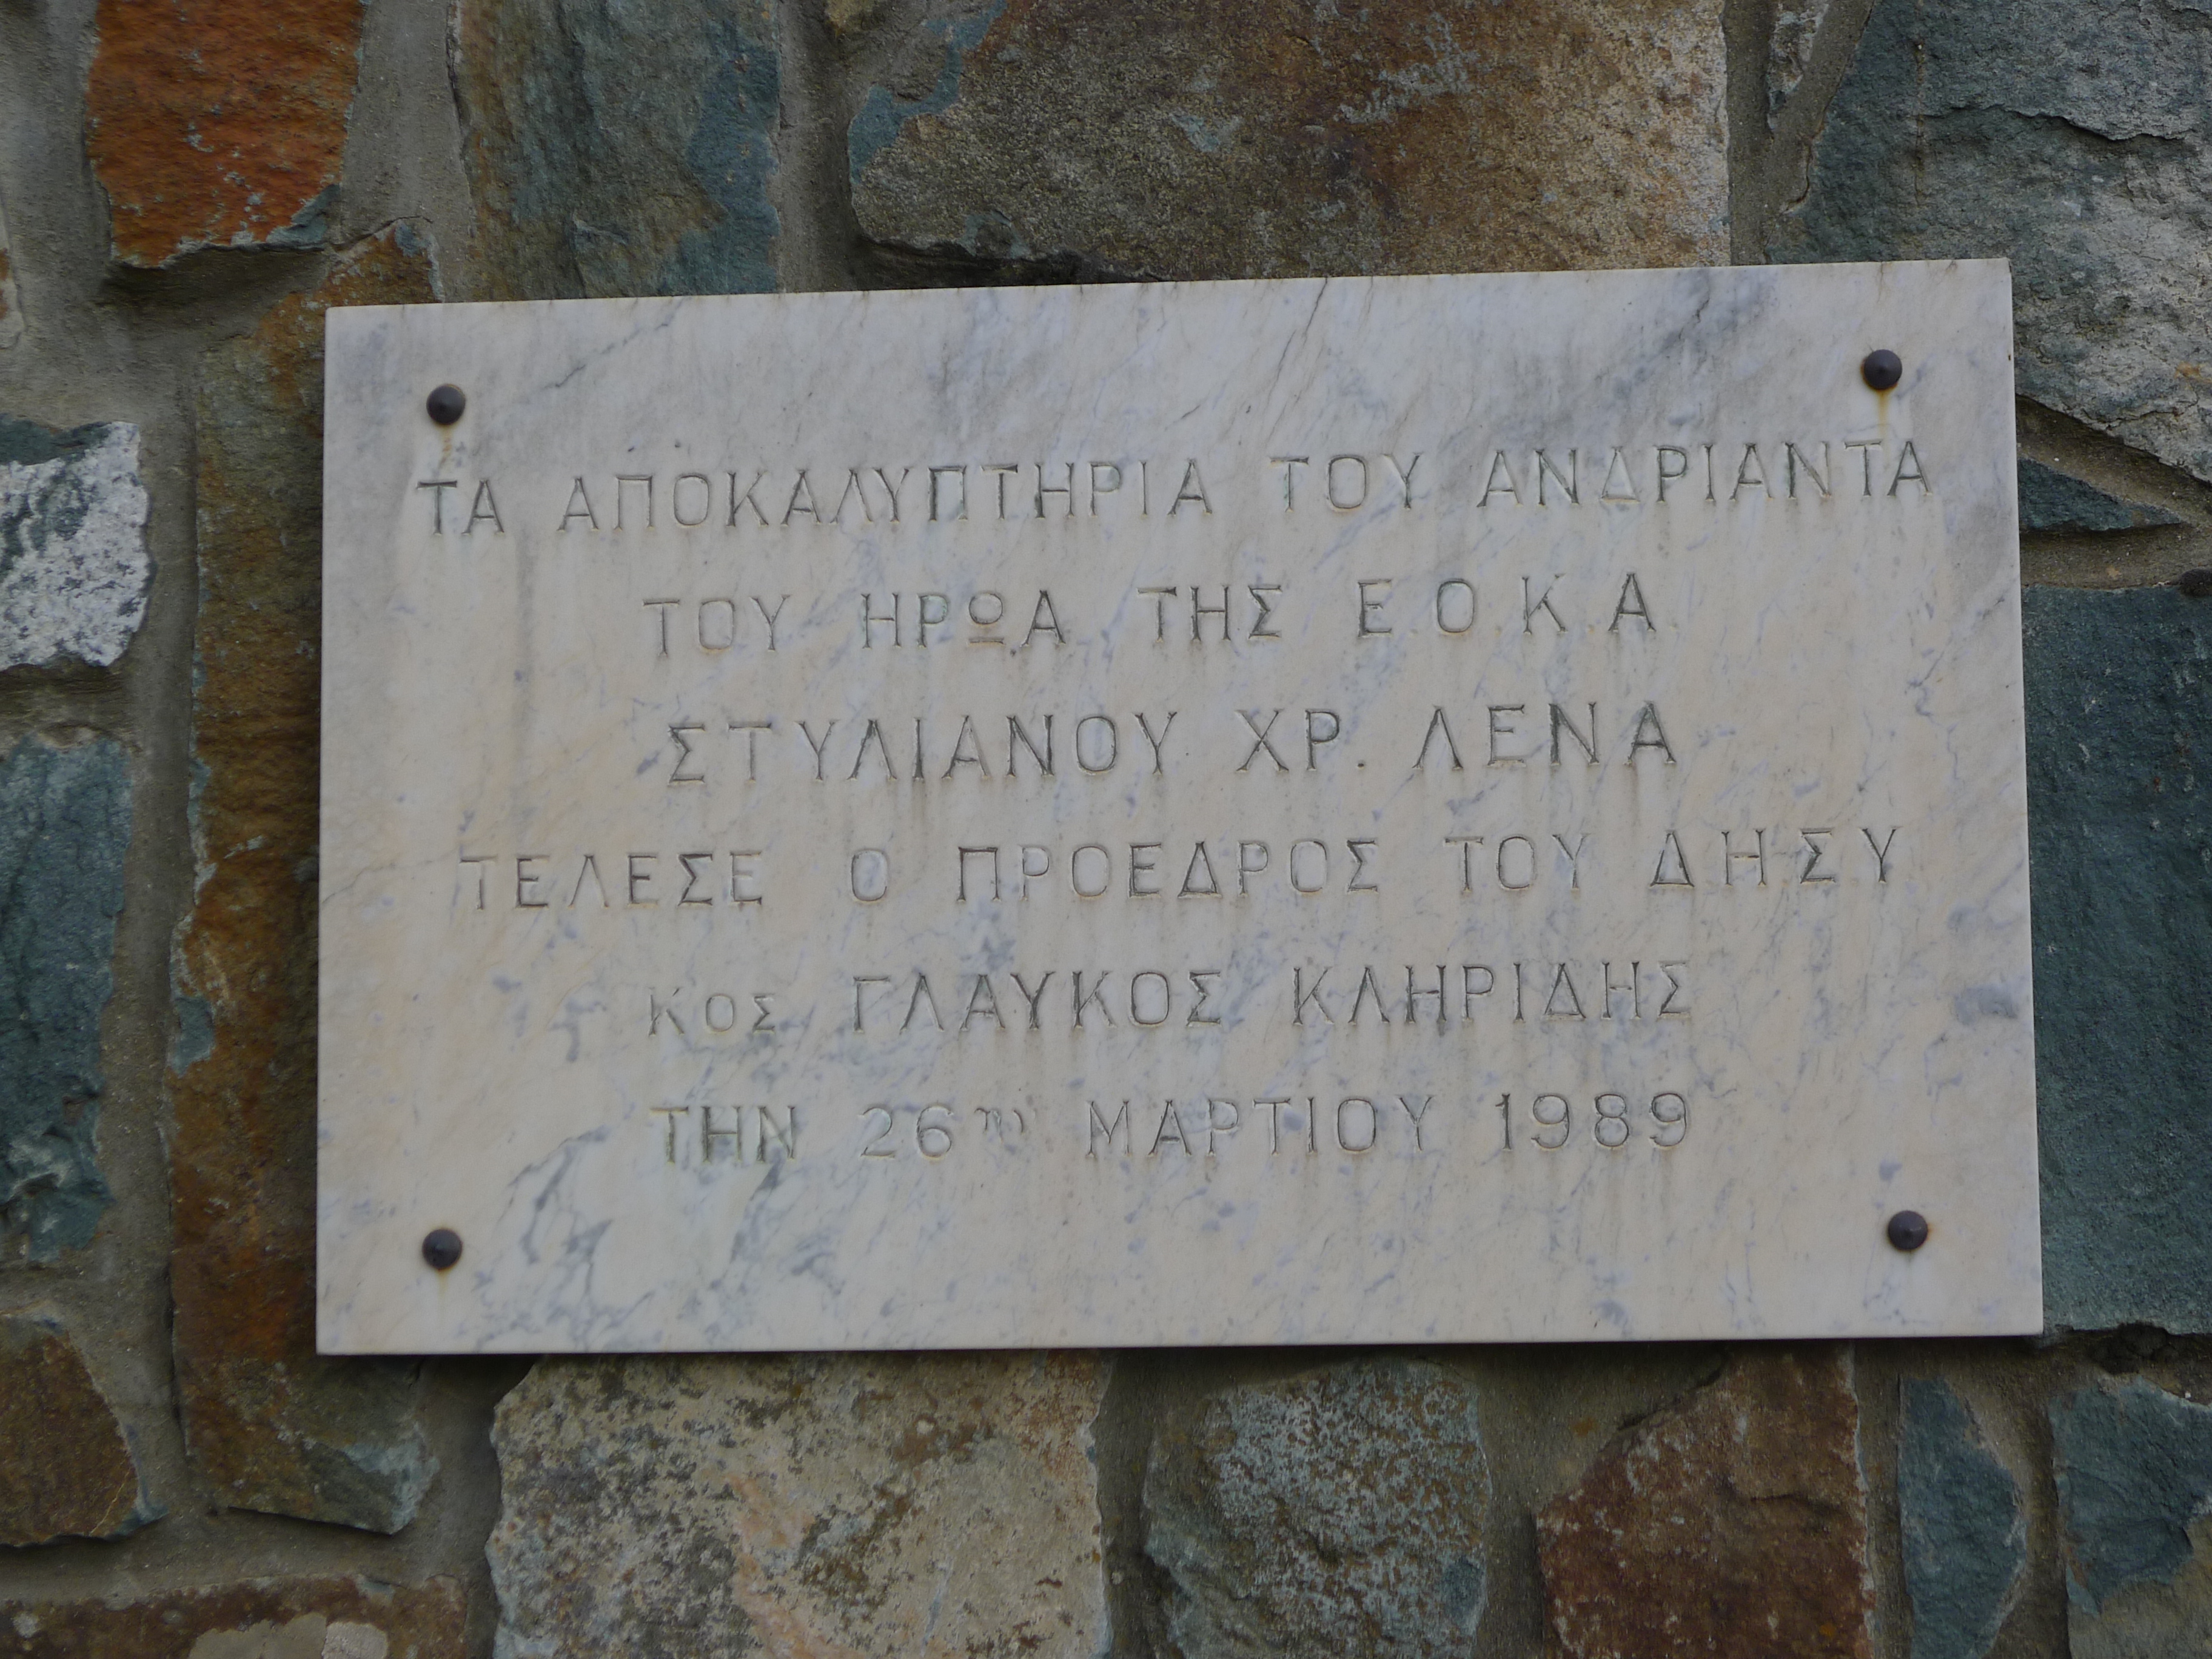 ΤΑ ΑΠΟΚΑΛΥΠΤΗΡΙΑ ΤΟΥ ΑΝΔΡΙΑΝΤΑ
ΤΟΥ ΗΡΩΑ ΤΗΣ ΕΟΚΑ
ΣΤΥΛΙΑΝΟΥ ΧΡ. ΛΕΝΑ
ΤΕΛΕΣΕ Ο ΠΡΟΕΔΡΟΣ ΤΟΥ ΔΗΣΥ
ΚΟΣ ΓΛΑΥΚΟΣ ΚΛΗΡΙΔΗΣ
ΤΗΝ 26ην ΜΑΡΤΙΟΥ 1989